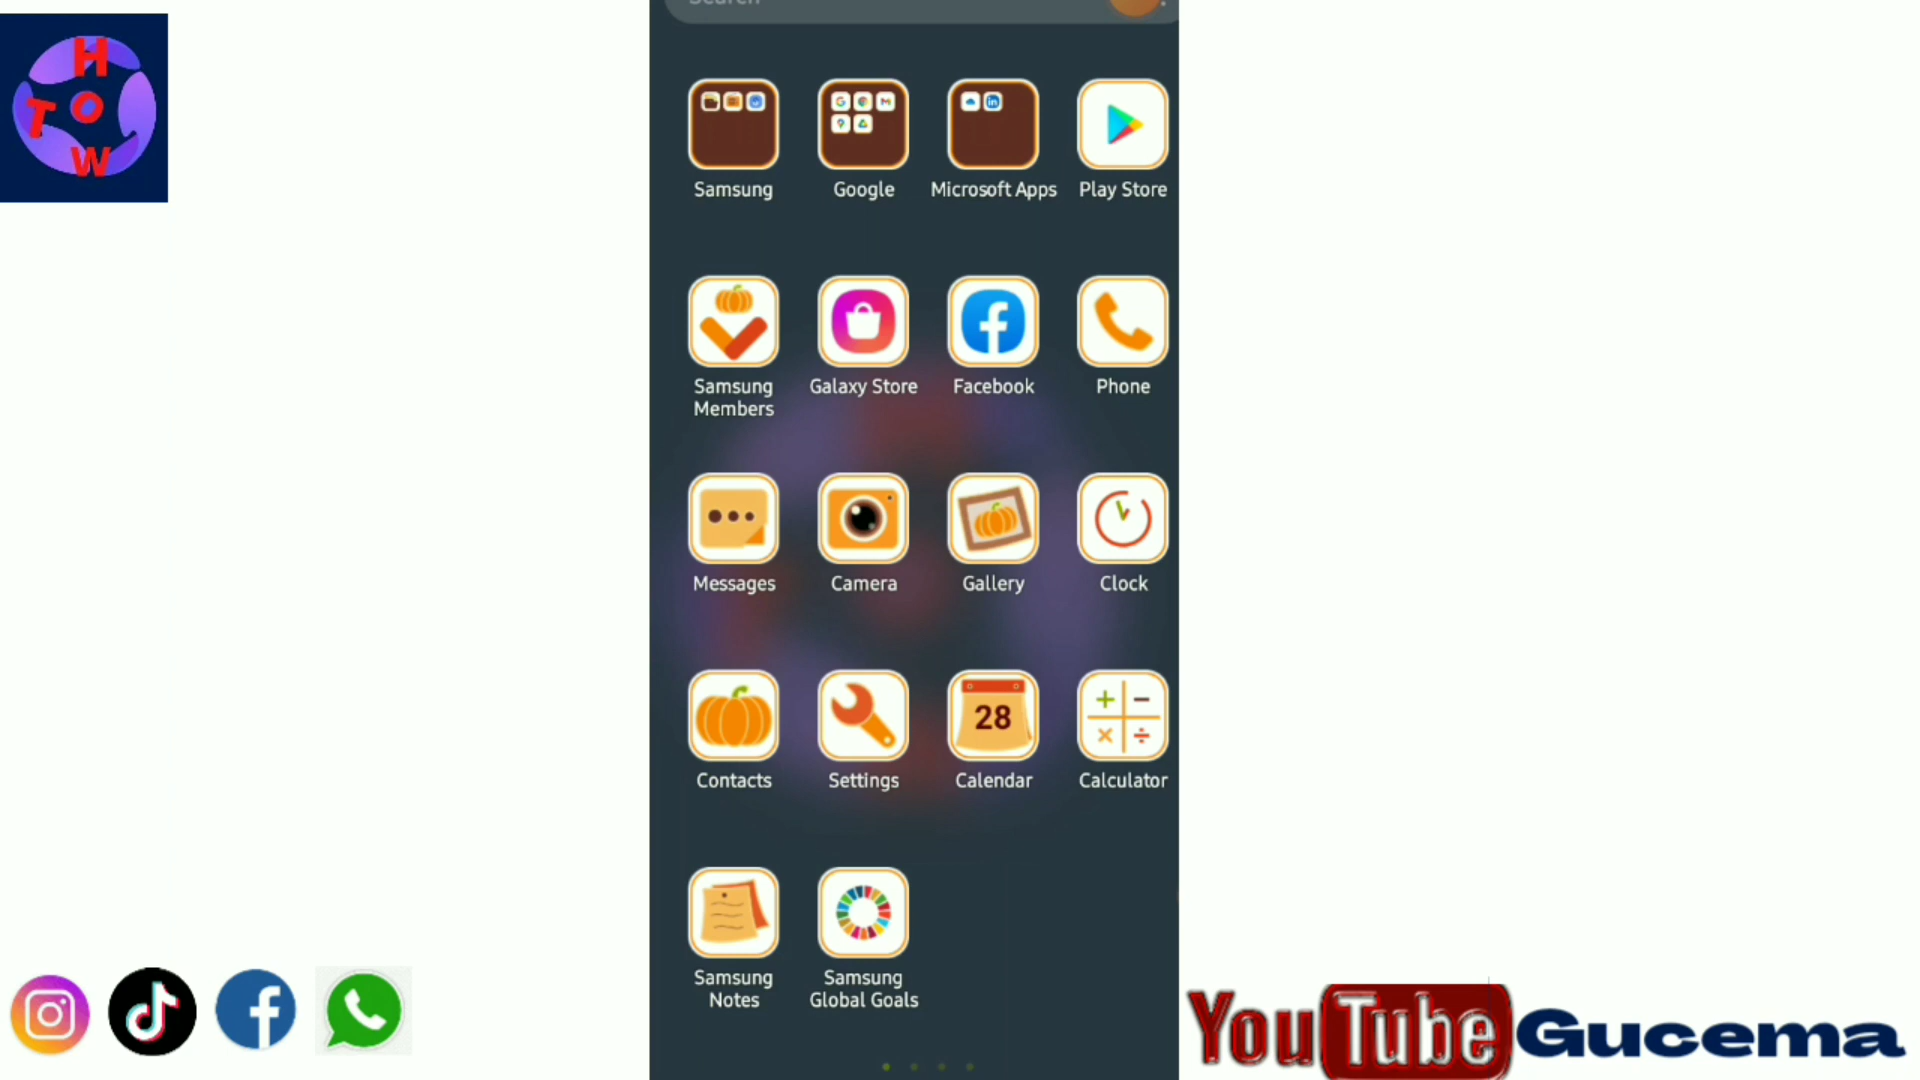 H
T O
W
Search
Samsung Google Microsoft Apps Play Store
Samsung Members Galaxy Store Facebook Phone
Messages Camera Gallery Clock
28
Contacts Settings Calendar Calculator
Samsung Notes Samsung Global Goals
YouTube Gucema